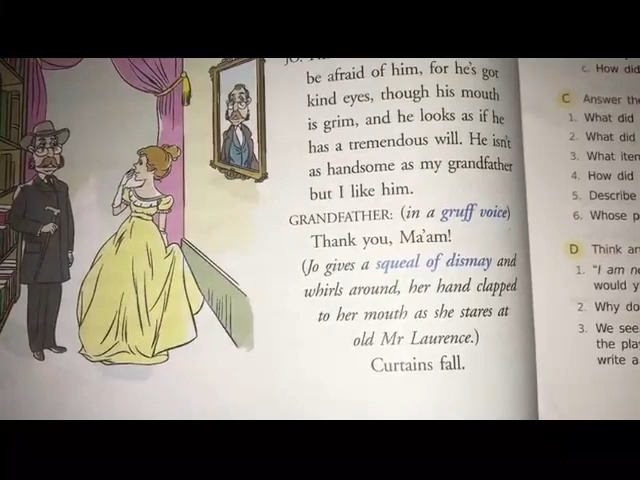 JO:
be afraid of him, for he's got
kind eyes, though his mouth
is grim, and he looks as if he
has a tremendous will. He isn't
as handsome as my grandfather
but I like him.
GRANDFATHER: (in a gruff voice)
Thank you, Ma'am!
(Jo gives a squeal of dismay and
whirls around, her hand clapped
to her mouth as she stares at
old Mr Laurence.)
Curtains fall.
c. How did
C Answer the
1. What did
2. What did
3. What item
4. How did
5. Describe
6. Whose
D Think
1. "I am
would
2. Why do
3. We see
the
write a